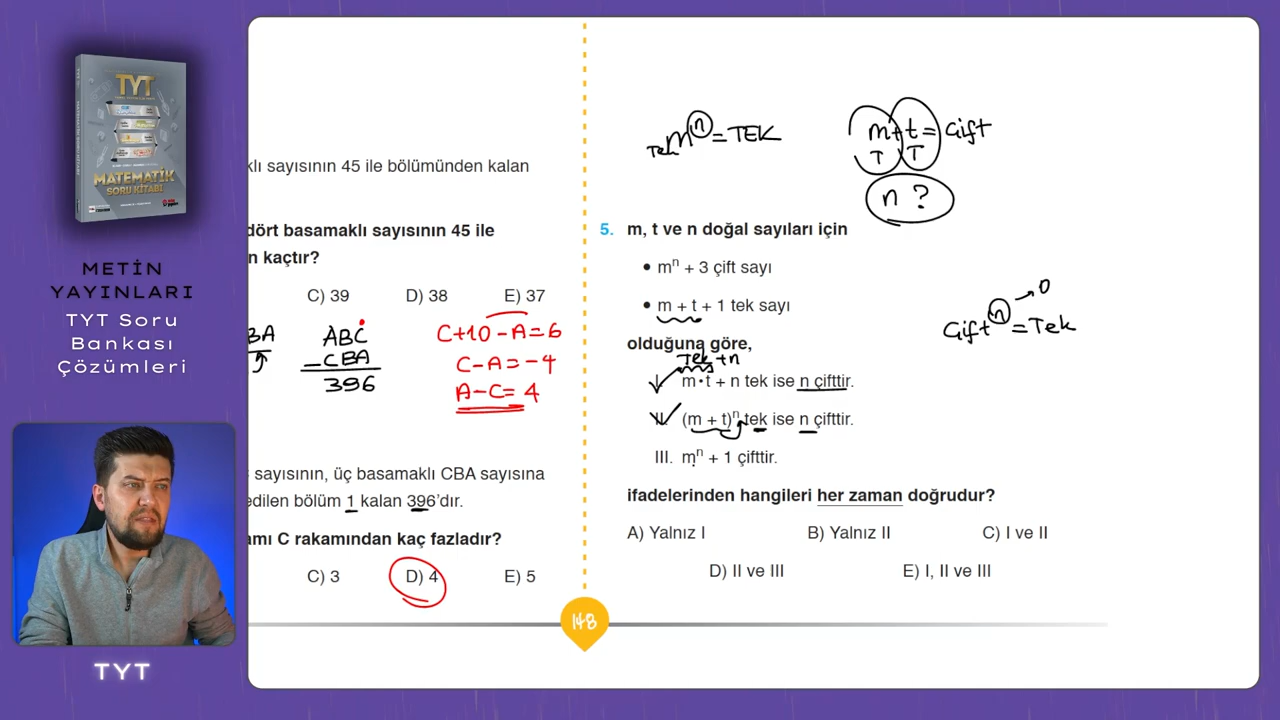 TYT
MATEMATİK
SORU KİTABI
METİN
YAYINLARI
TYT Soru
Bankası
Çözümleri
TYT
klı sayısının 45 ile bölümünden kalan
dört basamaklı sayısının 45 ile
n kaçtır?
C) 39 D) 38 E) 37
BA
ABC
-CBA
396
C+10-A=6
C-A=-4
A-C=4
sayısının, üç basamaklı CBA sayısına
edilen bölüm 1 kalan 396'dır.
amı C rakamından kaç fazladır?
C) 3 D) 4 E) 5
148
Tek m^n = TEK
m+t=Çift
T T
n ?
5. m, t ve n doğal sayıları için
• m^n + 3 çift sayı
• m + t + 1 tek sayı
olduğuna göre,
Tek+n
m·t + n tek ise n çifttir.
(m + t)^n tek ise n çifttir.
III. m^n + 1 çifttir.
Çift^n = Tek
→ 0
ifadelerinden hangileri her zaman doğrudur?
A) Yalnız I B) Yalnız II C) I ve II
D) II ve III E) I, II ve III